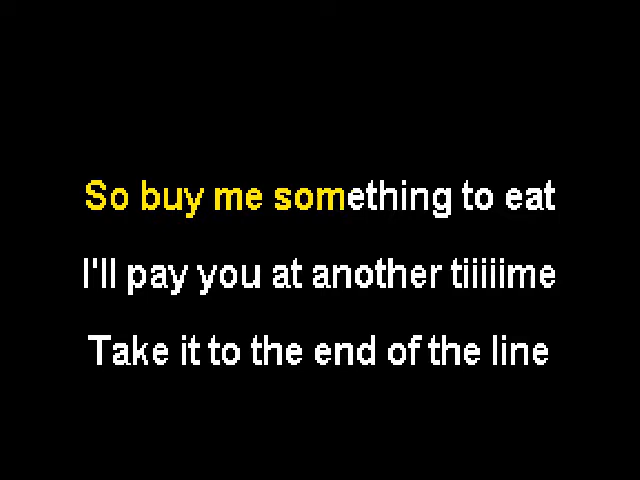 So buy me something to eat
I'll pay you at another tiiiiime
Take it to the end of the line